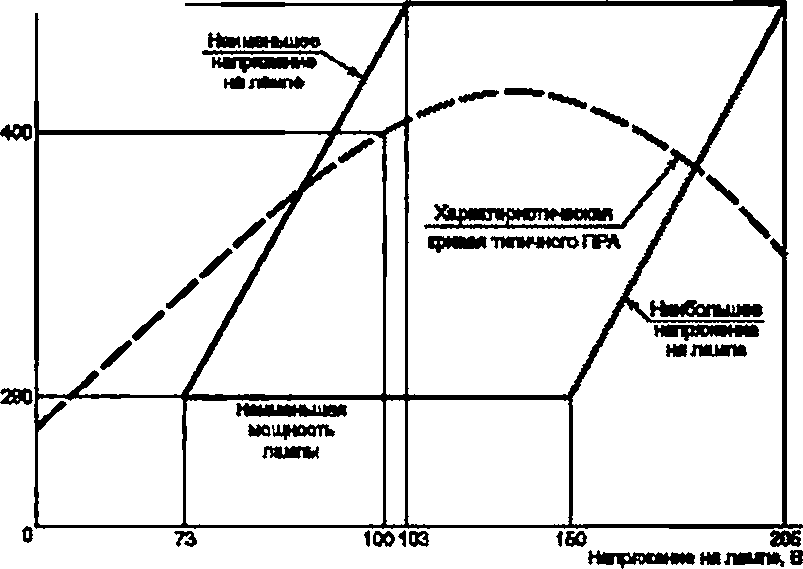 Наименьшее
напряжение
на лампе
400
Характеристическая
кривая типичного ПРА
Наибольшее
напряжение
на лампе
280
Наименьшая
мощность
лампы
0
73
100 103
150
205
Напряжение на лампе, В